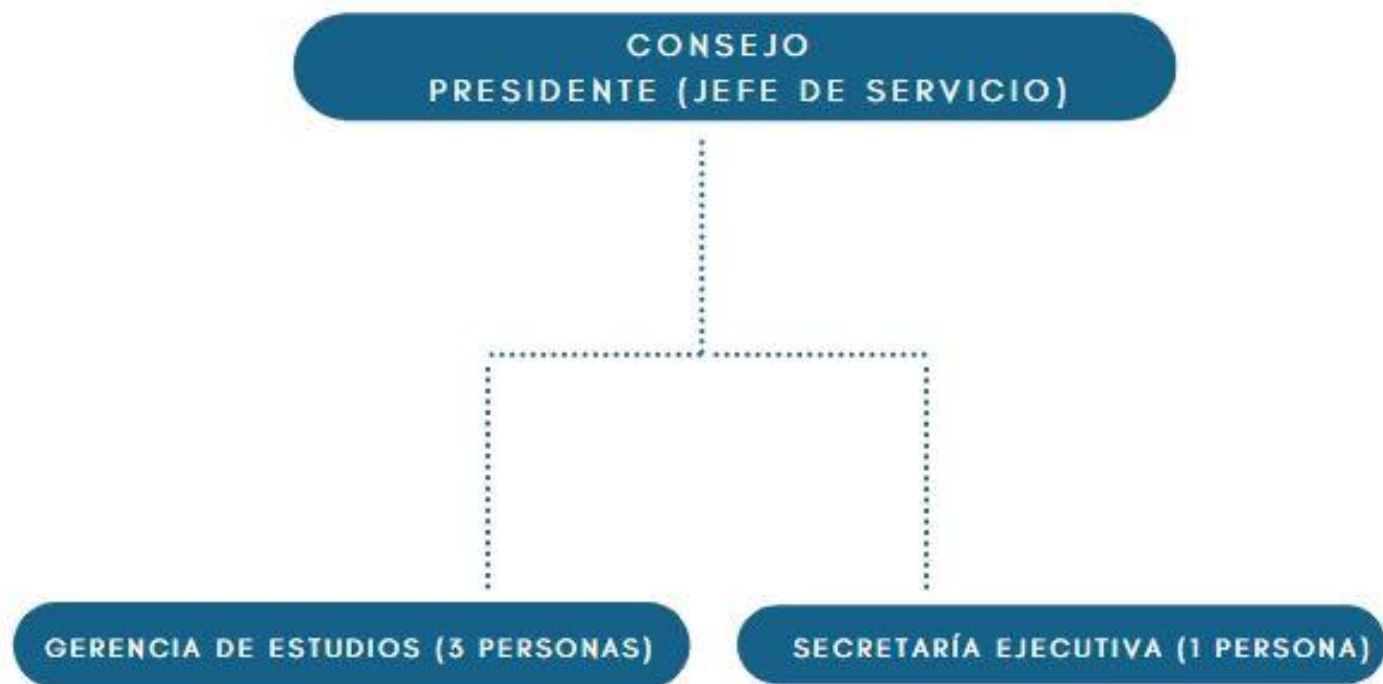 CONSEJO
PRESIDENTE (JEFE DE SERVICIO)
GERENCIA DE ESTUDIOS (3 PERSONAS)
SECRETARÍA EJECUTIVA (1 PERSONA)